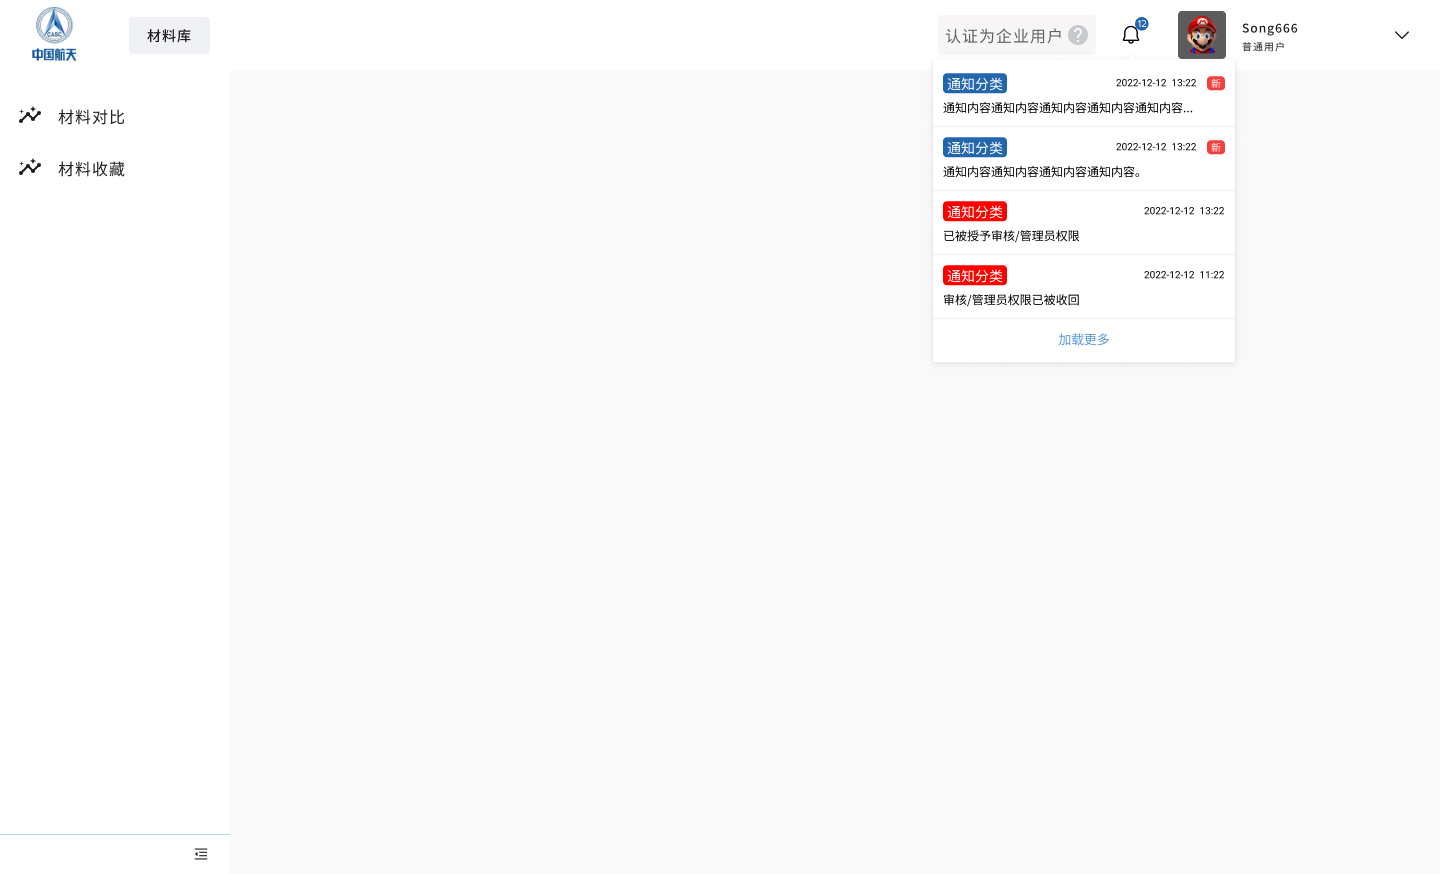 CASC
中国航天
材料库
认证为企业用户
12
Song666
普通用户
材料对比
材料收藏
通知分类 2022-12-12 13:22 新
通知内容通知内容通知内容通知内容通知内容...
通知分类 2022-12-12 13:22 新
通知内容通知内容通知内容通知内容。
通知分类 2022-12-12 13:22
已被授予审核/管理员权限
通知分类 2022-12-12 11:22
审核/管理员权限已被收回
加载更多